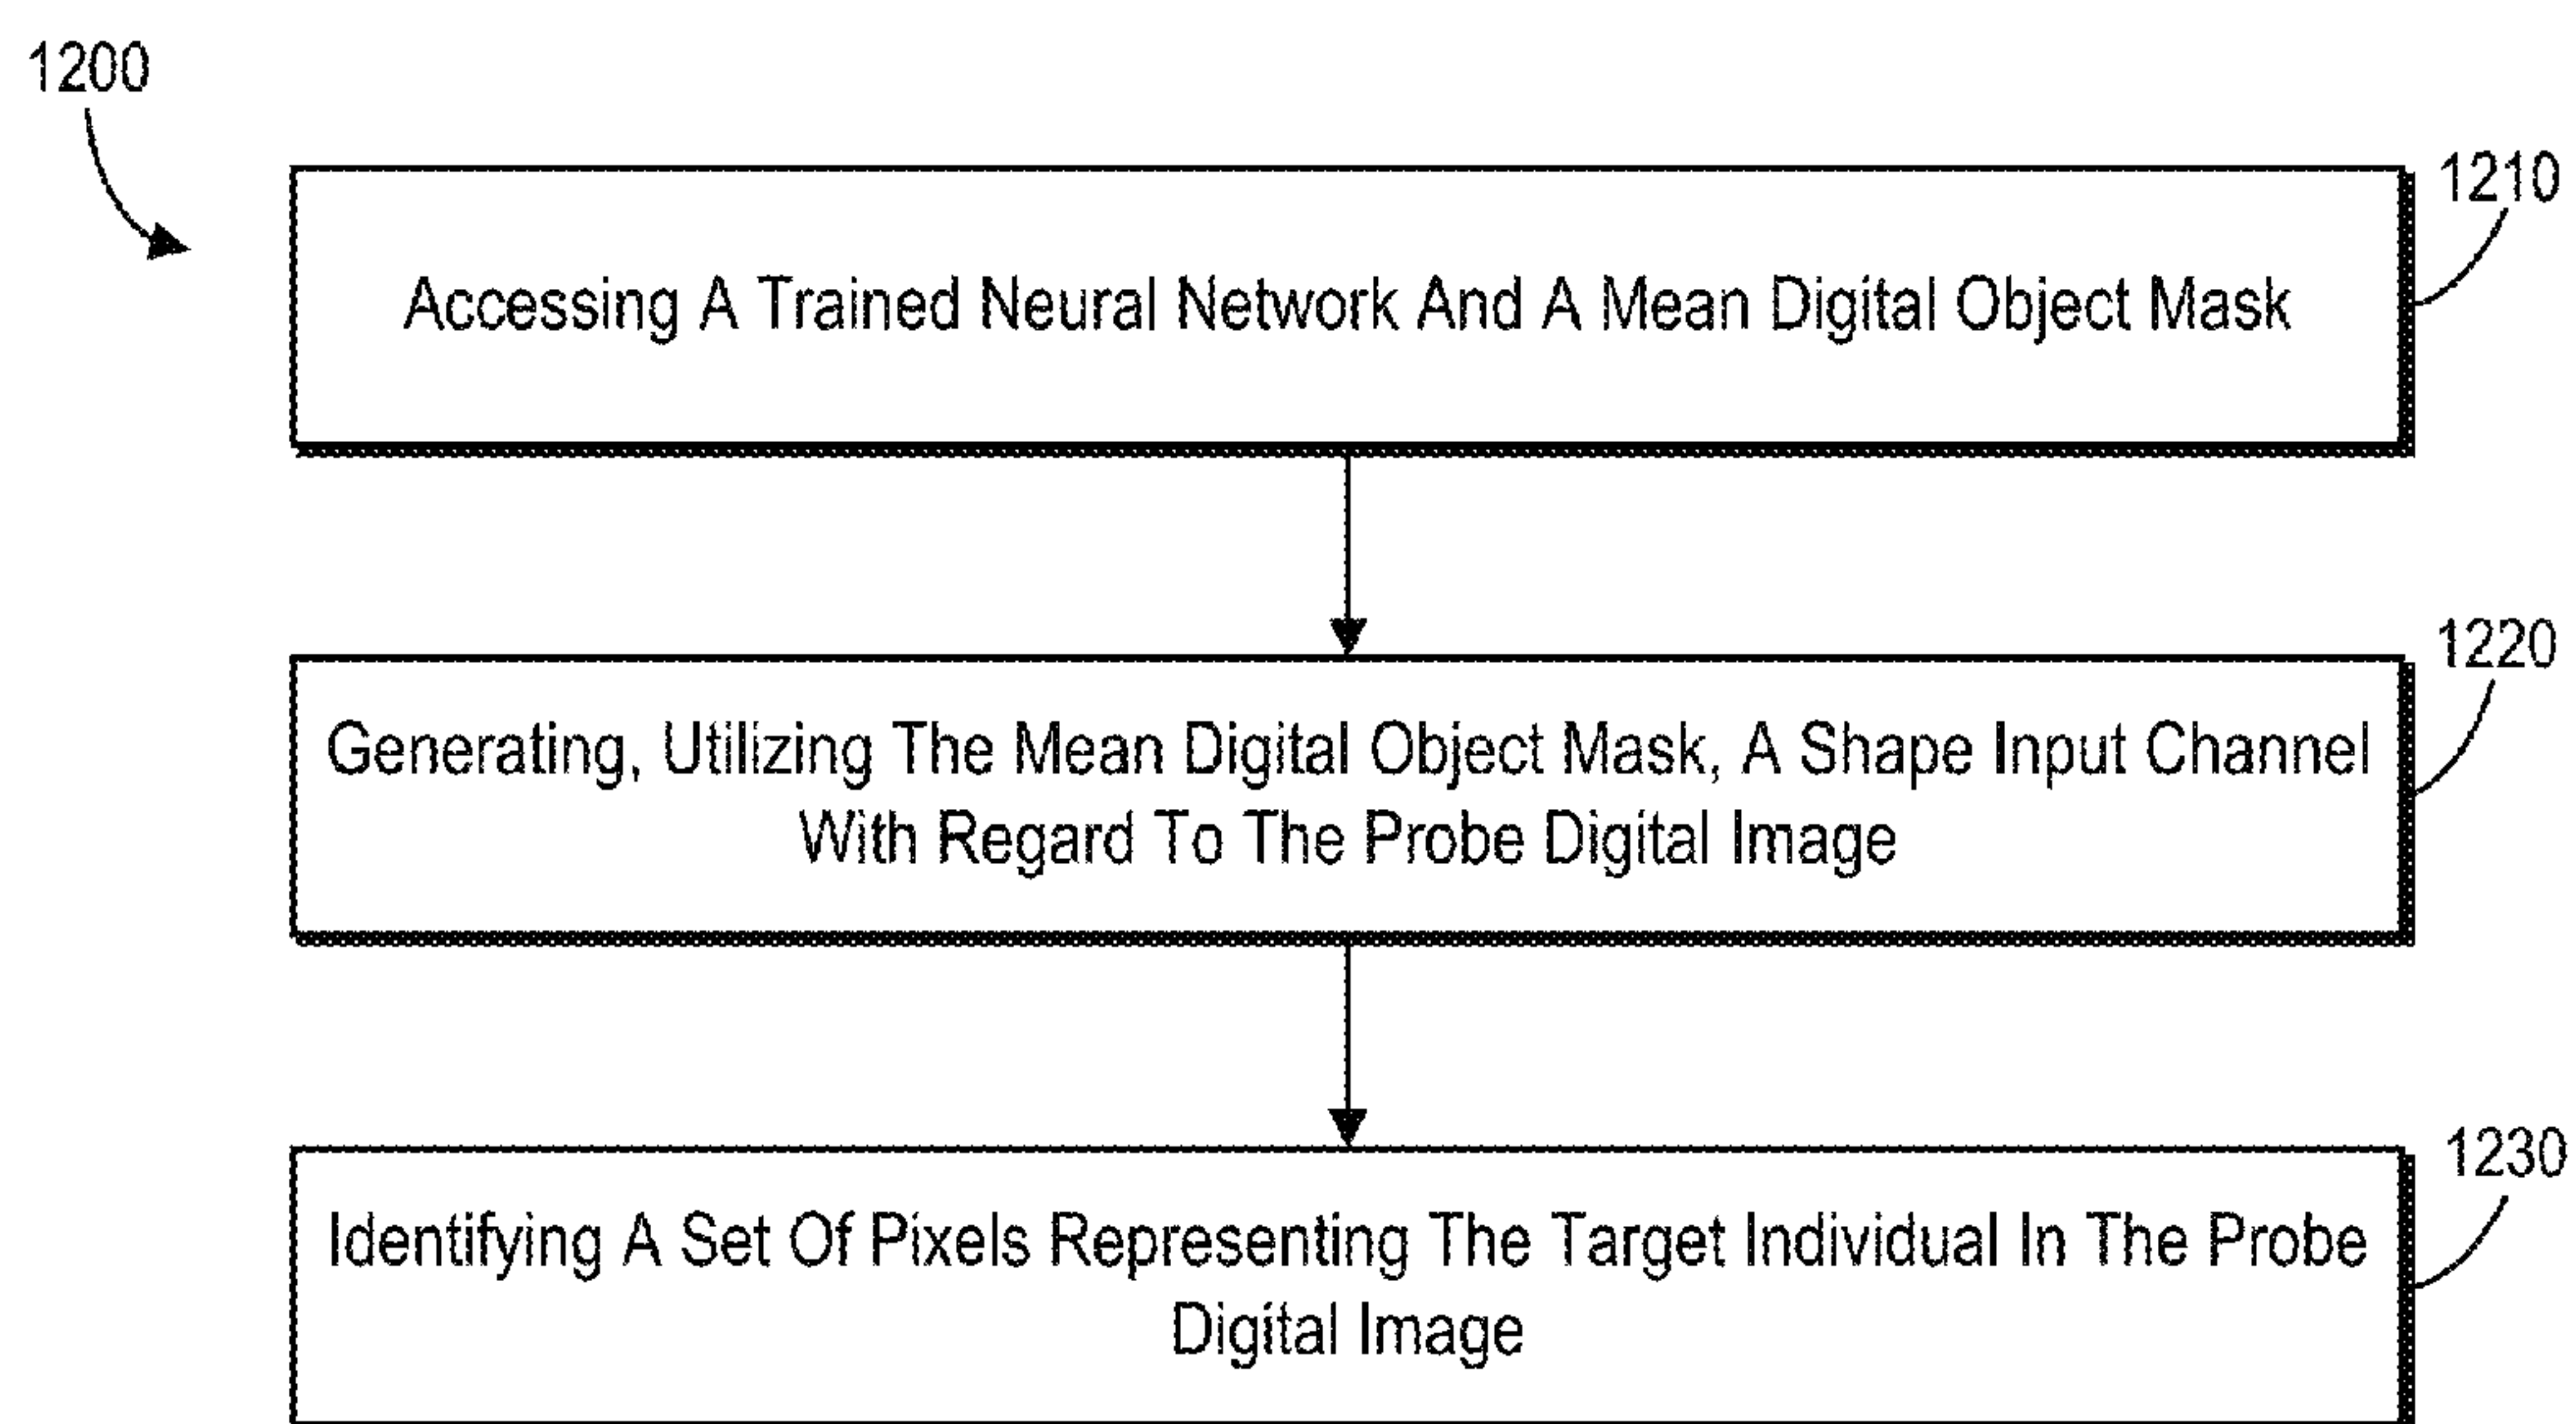 1200
1210
Accessing A Trained Neural Network And A Mean Digital Object Mask
1220
Generating, Utilizing The Mean Digital Object Mask, A Shape Input Channel
With Regard To The Probe Digital Image
1230
Identifying A Set Of Pixels Representing The Target Individual In The Probe
Digital Image